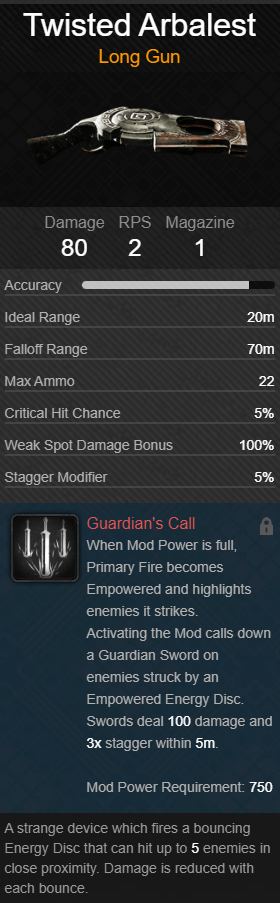 Twisted Arbalest
Long Gun
Damage RPS Magazine
80 2 1
Accuracy
Ideal Range 20m
Falloff Range 70m
Max Ammo 22
Critical Hit Chance 5%
Weak Spot Damage Bonus 100%
Stagger Modifier 5%
Guardian's Call
When Mod Power is full,
Primary Fire becomes
Empowered and highlights
enemies it strikes.
Activating the Mod calls down
a Guardian Sword on
enemies struck by an
Empowered Energy Disc.
Swords deal 100 damage and
3x stagger within 5m.
Mod Power Requirement: 750
A strange device which fires a bouncing
Energy Disc that can hit up to 5 enemies in
close proximity. Damage is reduced with
each bounce.